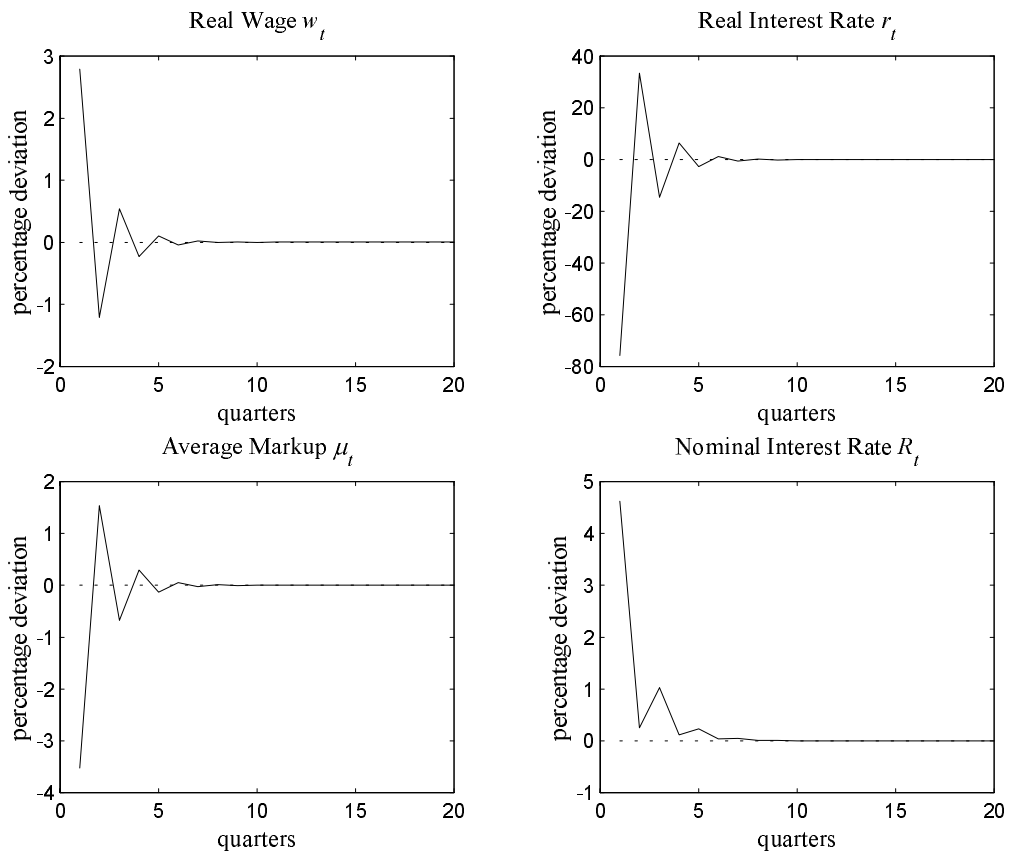 Real Wage w_t
3
2
1
0
-1
-2
percentage deviation
0 5 10 15 20
quarters
Real Interest Rate r_t
40
20
0
-20
-40
-60
-80
percentage deviation
0 5 10 15 20
quarters
Average Markup μ_t
2
1
0
-1
-2
-3
-4
percentage deviation
0 5 10 15 20
quarters
Nominal Interest Rate R_t
5
4
3
2
1
0
-1
percentage deviation
0 5 10 15 20
quarters